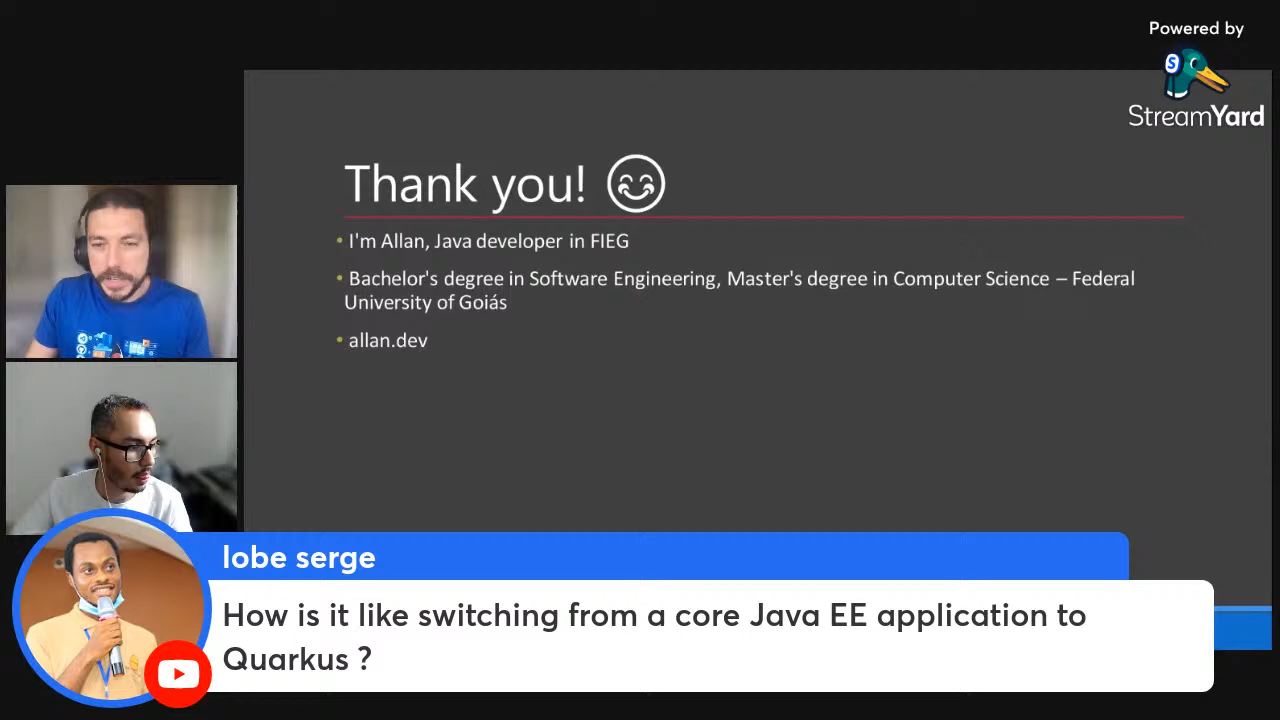 Powered by
StreamYard
Thank you!
• I'm Allan, Java developer in FIEG
• Bachelor's degree in Software Engineering, Master's degree in Computer Science – Federal
University of Goiás
• allan.dev
lobe serge
How is it like switching from a core Java EE application to
Quarkus ?